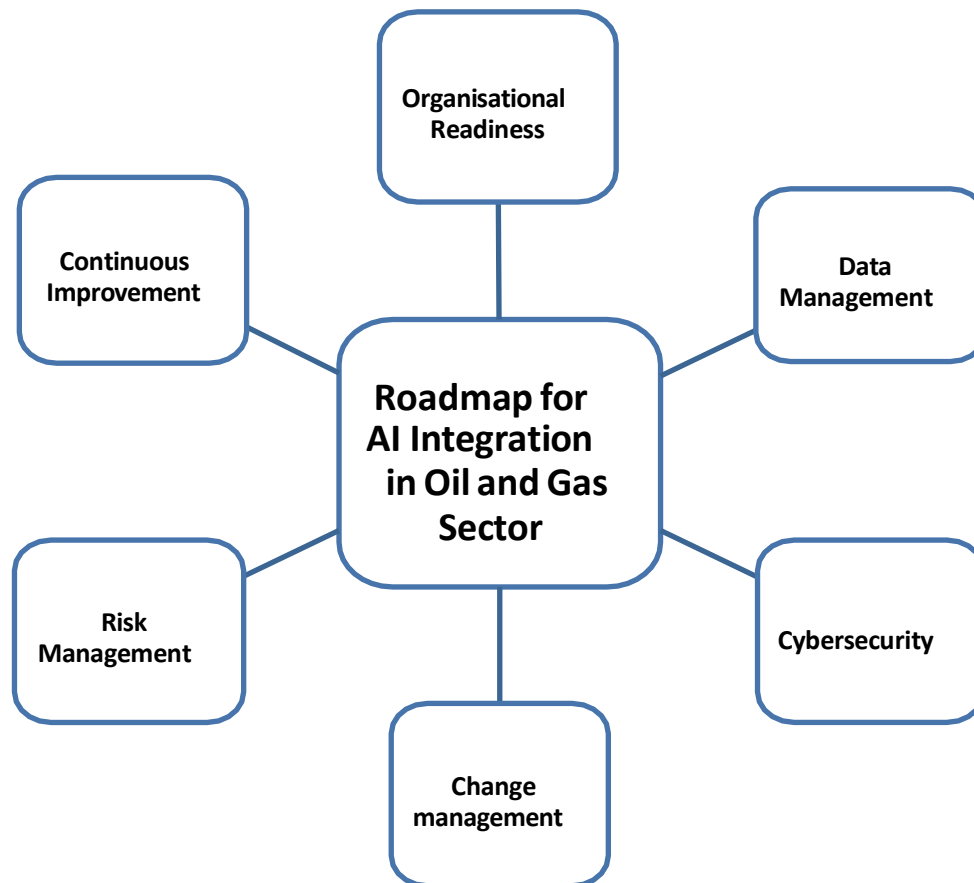 Organisational
Readiness
Continuous
Improvement
Data
Management
Roadmap for
AI Integration
in Oil and Gas
Sector
Risk
Management
Cybersecurity
Change
management